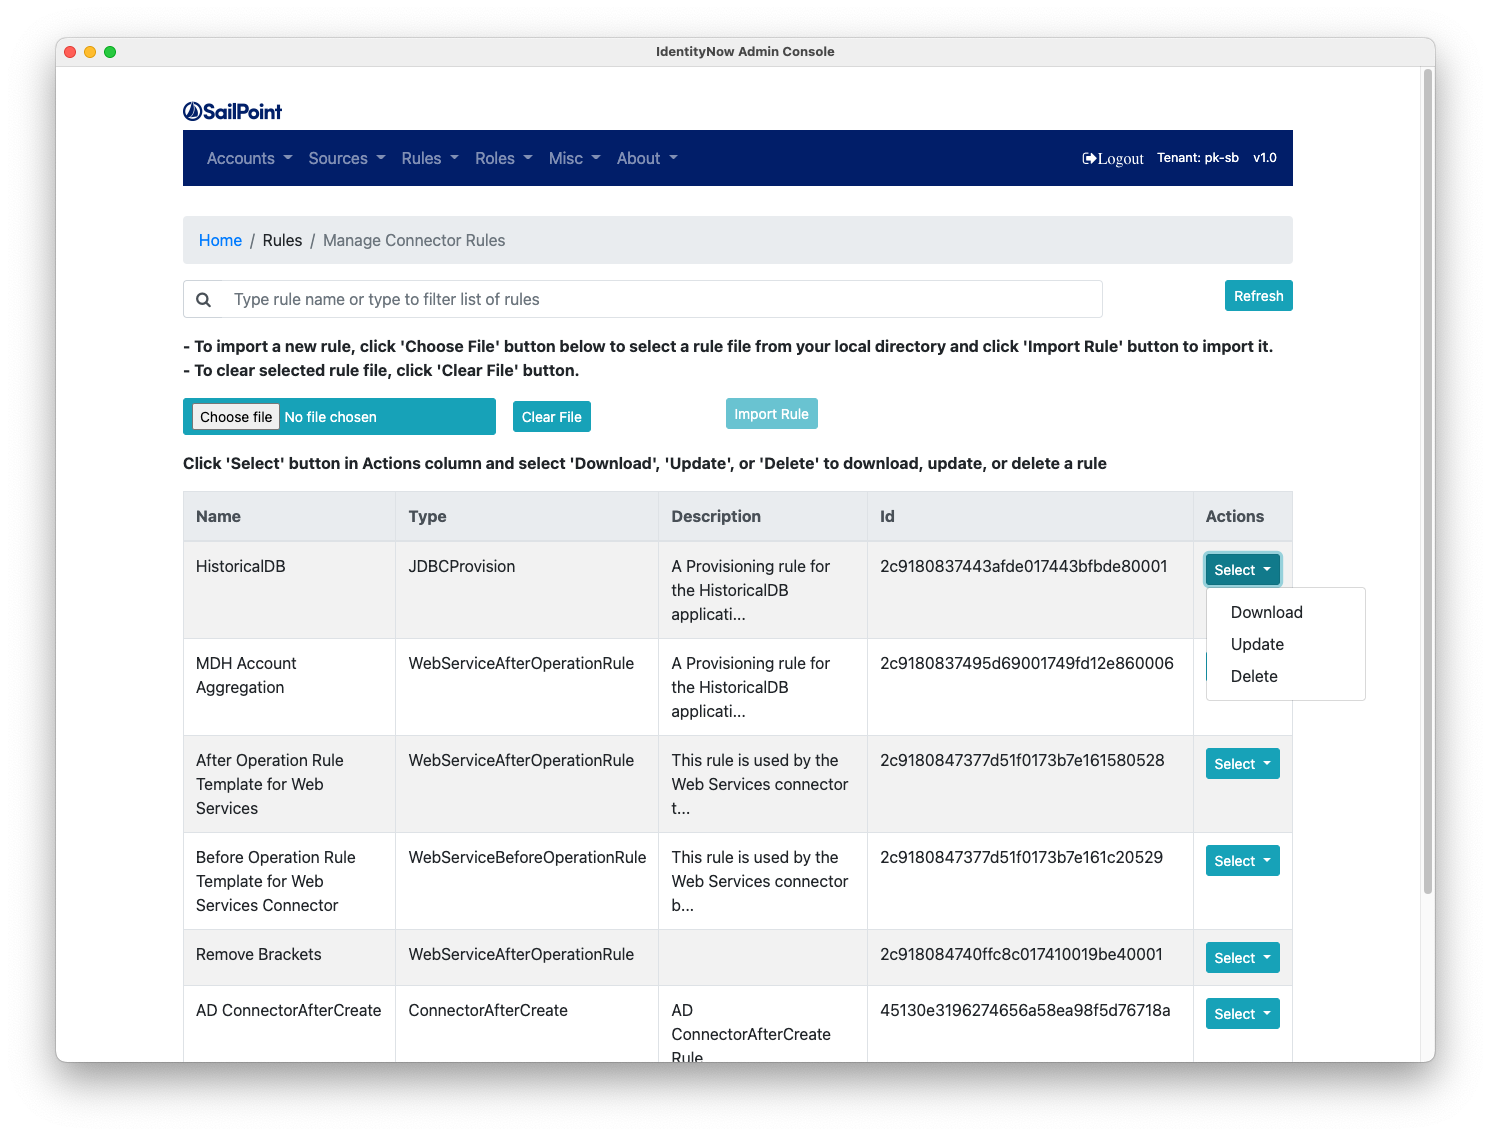 IdentityNow Admin Console
SailPoint
Accounts Sources Rules Roles Misc About Logout Tenant: pk-sb v1.0
Home / Rules / Manage Connector Rules
Type rule name or type to filter list of rules Refresh
- To import a new rule, click 'Choose File' button below to select a rule file from your local directory and click 'Import Rule' button to import it.
- To clear selected rule file, click 'Clear File' button.
Choose file No file chosen Clear File Import Rule
Click 'Select' button in Actions column and select 'Download', 'Update', or 'Delete' to download, update, or delete a rule
Name Type Description Id Actions
HistoricalDB JDBCProvision A Provisioning rule for 2c9180837443afde017443bfbde80001 Select
the HistoricalDB
applicati...
Download
Update
Delete
MDH Account WebServiceAfterOperationRule A Provisioning rule for 2c9180837495d69001749fd12e860006
Aggregation the HistoricalDB
applicati...
After Operation Rule WebServiceAfterOperationRule This rule is used by the 2c9180847377d51f0173b7e161580528 Select
Template for Web Web Services connector
Services t...
Before Operation Rule WebServiceBeforeOperationRule This rule is used by the 2c9180847377d51f0173b7e161c20529 Select
Template for Web Web Services connector
Services Connector b...
Remove Brackets WebServiceAfterOperationRule 2c918084740ffc8c017410019be40001 Select
AD ConnectorAfterCreate ConnectorAfterCreate AD 45130e3196274656a58ea98f5d76718a Select
ConnectorAfterCreate
Rule